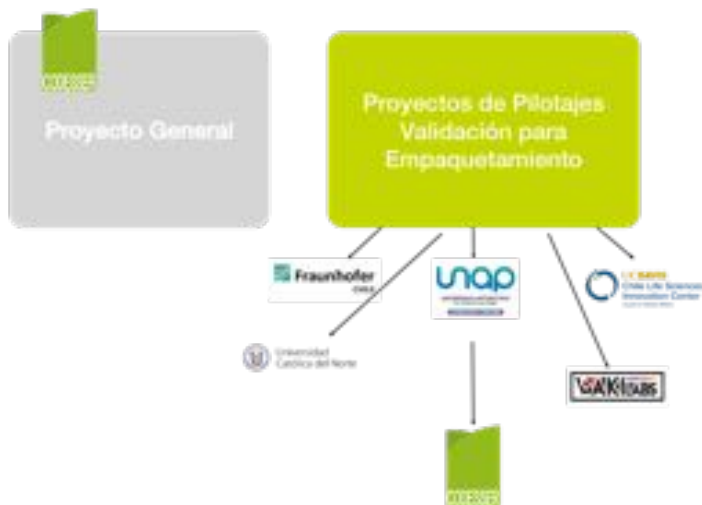 Proyecto General
Proyectos de Pilotajes
Validación para
Empaquetamiento
Fraunhofer
CHILE
unap
UC DAVIS
Chile Life Sciences
Innovation Center
Universidad
Católica del Norte
LABS